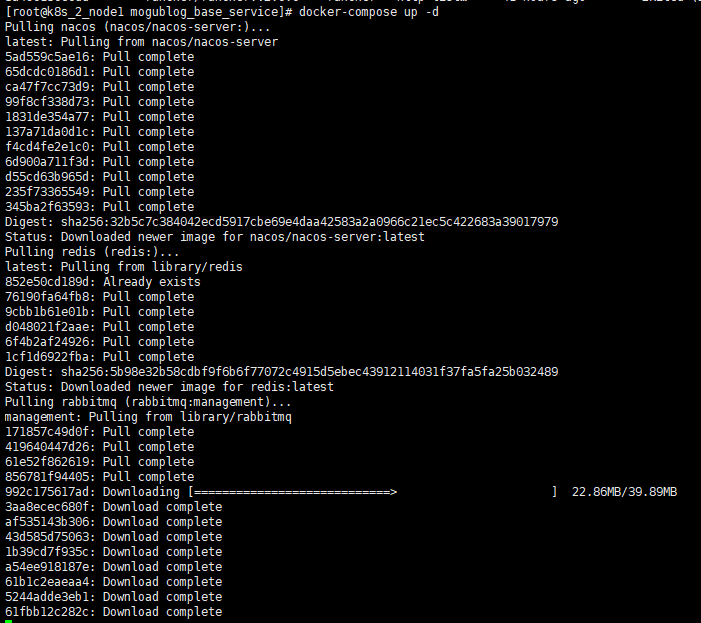 [root@k8s_2_node1 mogublog_base_service]# docker-compose up -d
Pulling nacos (nacos/nacos-server:)...
latest: Pulling from nacos/nacos-server
5ad559c5ae16: Pull complete
65dcdc0186d1: Pull complete
ca47f7cc73d9: Pull complete
99f8cf338d73: Pull complete
1831de354a77: Pull complete
137a71da0d1c: Pull complete
f4cd4fe2e1c0: Pull complete
6d900a711f3d: Pull complete
d55cd63b965d: Pull complete
235f73365549: Pull complete
345ba2f63593: Pull complete
Digest: sha256:32b5c7c384042ecd5917cbe69e4daa42583a2a0966c21ec5c422683a39017979
Status: Downloaded newer image for nacos/nacos-server:latest
Pulling redis (redis:)...
latest: Pulling from library/redis
852e50cd189d: Already exists
76190fa64fb8: Pull complete
9cbb1b61e01b: Pull complete
d048021f2aae: Pull complete
6f4b2af24926: Pull complete
1cf1d6922fba: Pull complete
Digest: sha256:5b98e32b58cdbf9f6b6f77072c4915d5ebec43912114031f37fa5fa25b032489
Status: Downloaded newer image for redis:latest
Pulling rabbitmq (rabbitmq:management)...
management: Pulling from library/rabbitmq
171857c49d0f: Pull complete
419640447d26: Pull complete
61e52f862619: Pull complete
856781f94405: Pull complete
992c175617ad: Downloading [============================>                      ]  22.86MB/39.89MB
3aa8ecec680f: Download complete
af535143b306: Download complete
43d585d75063: Download complete
1b39cd7f935c: Download complete
a54ee918187e: Download complete
61b1c2eaeaa4: Download complete
5244adde3eb1: Download complete
61fbb12c282c: Download complete